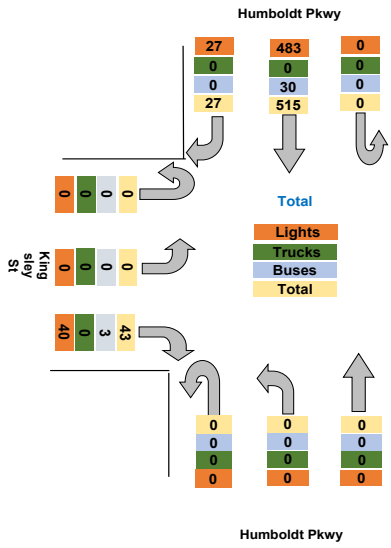 Humboldt Pkwy
27 483 0
0 0 0
0 30 0
27 515 0
0 0 0 0
Total
Lights
Trucks
Buses
Total
King
sley
St
0 0 0 0
40 0 3 43
0 0 0
0 0 0
0 0 0
0 0 0
Humboldt Pkwy